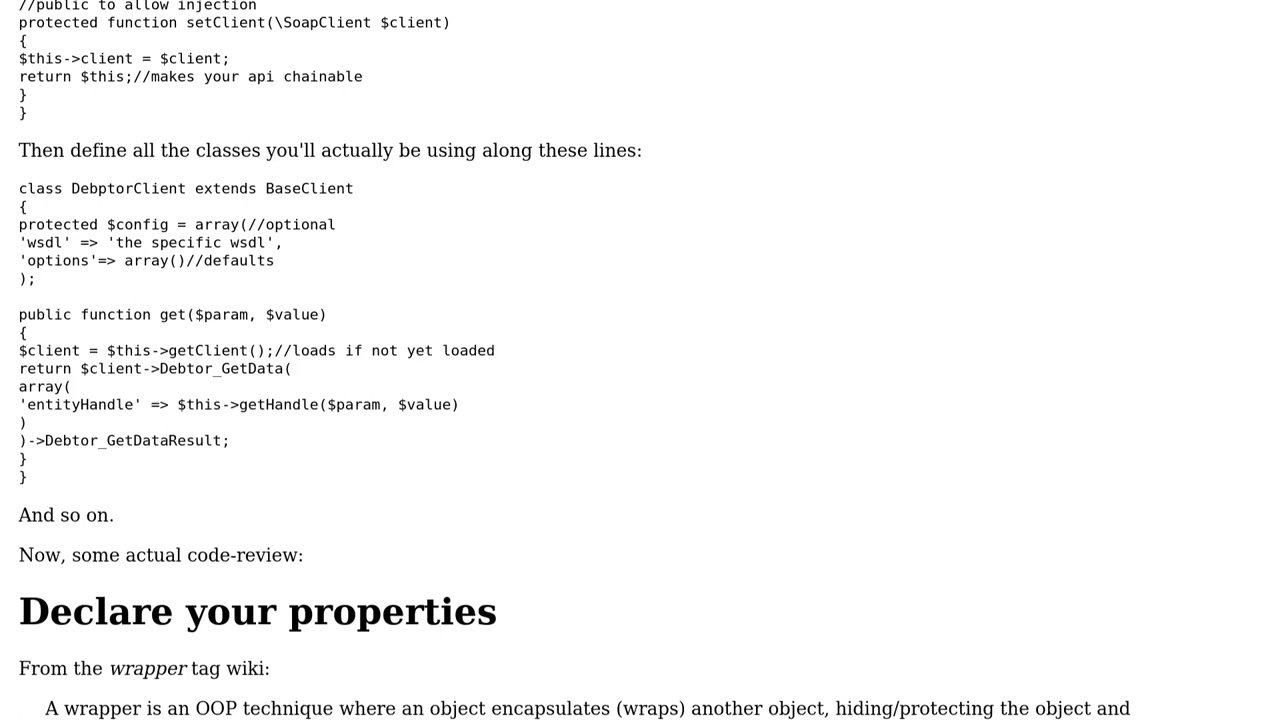 //public to allow injection
protected function setClient(\SoapClient $client)
{
$this->client = $client;
return $this;//makes your api chainable
}
}
Then define all the classes you'll actually be using along these lines:
class DebptorClient extends BaseClient
{
protected $config = array(//optional
'wsdl' => 'the specific wsdl',
'options'=> array()//defaults
);
public function get($param, $value)
{
$client = $this->getClient();//loads if not yet loaded
return $client->Debtor_GetData(
array(
'entityHandle' => $this->getHandle($param, $value)
)
)->Debtor_GetDataResult;
}
}
And so on.
Now, some actual code-review:
Declare your properties
From the wrapper tag wiki:
A wrapper is an OOP technique where an object encapsulates (wraps) another object, hiding/protecting the object and